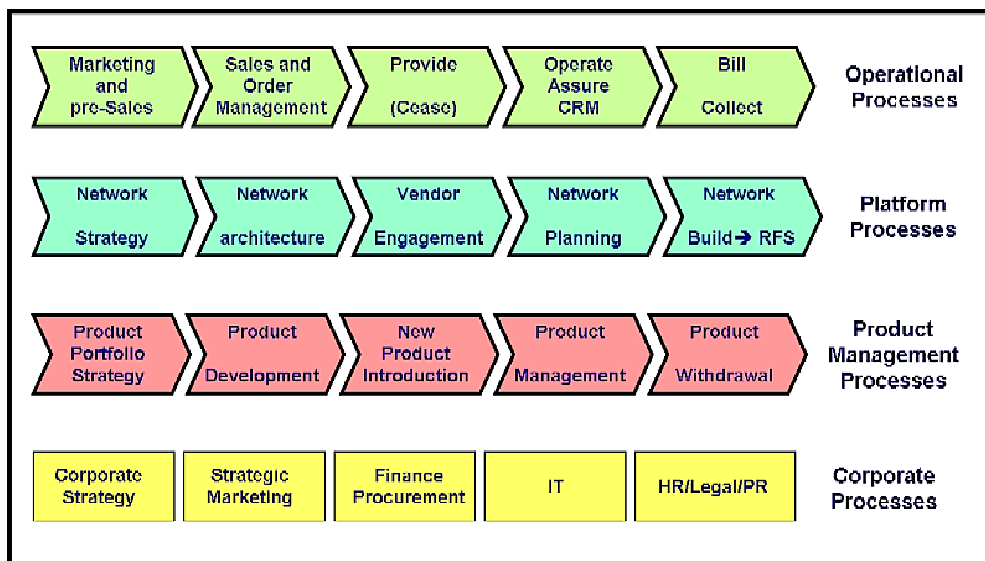 Marketing
and
pre-Sales
Sales and
Order
Management
Provide
(Cease)
Operate
Assure
CRM
Bill
Collect
Operational
Processes
Network
Strategy
Network
architecture
Vendor
Engagement
Network
Planning
Network
Build➔ RFS
Platform
Processes
Product
Portfolio
Strategy
Product
Development
New
Product
Introduction
Product
Management
Product
Withdrawal
Product
Management
Processes
Corporate
Strategy
Strategic
Marketing
Finance
Procurement
IT
HR/Legal/PR
Corporate
Processes